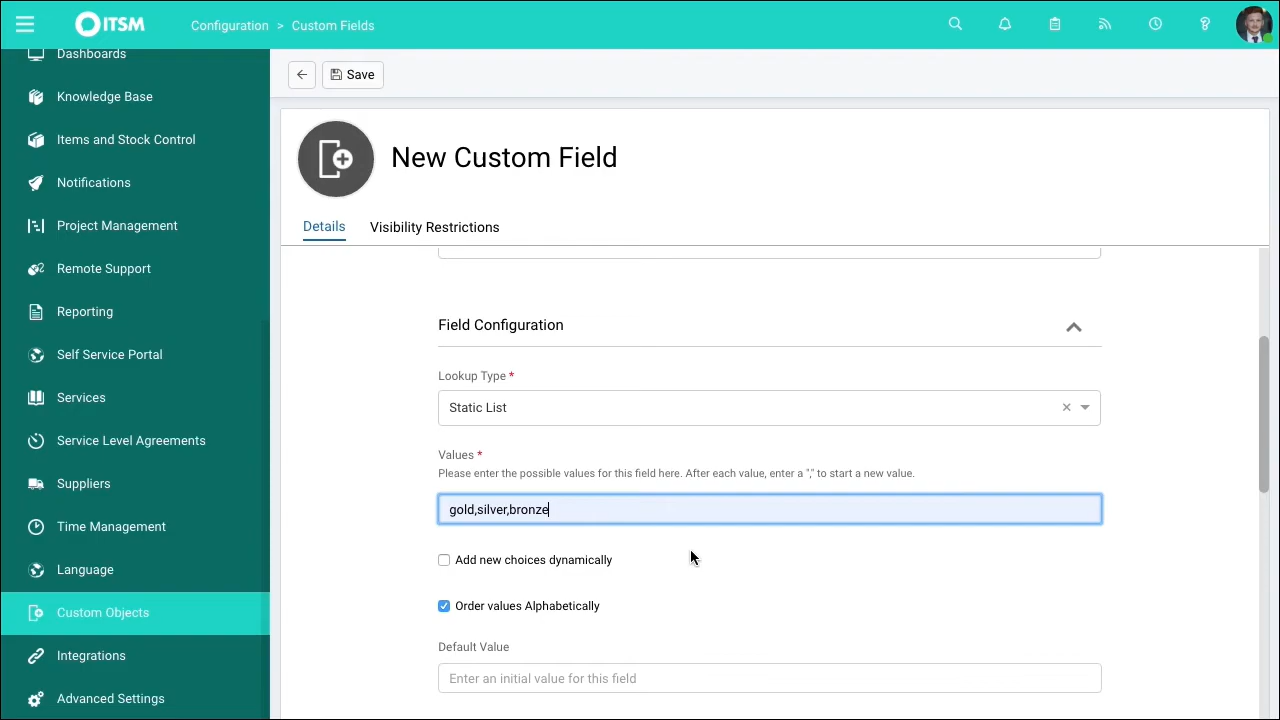 ITSM
Configuration > Custom Fields
Dashboards
Knowledge Base
Items and Stock Control
Notifications
Project Management
Remote Support
Reporting
Self Service Portal
Services
Service Level Agreements
Suppliers
Time Management
Language
Custom Objects
Integrations
Advanced Settings
Save
New Custom Field
Details
Visibility Restrictions
Field Configuration
Lookup Type *
Static List
Values *
Please enter the possible values for this field here. After each value, enter a "," to start a new value.
gold,silver,bronze
Add new choices dynamically
Order values Alphabetically
Default Value
Enter an initial value for this field